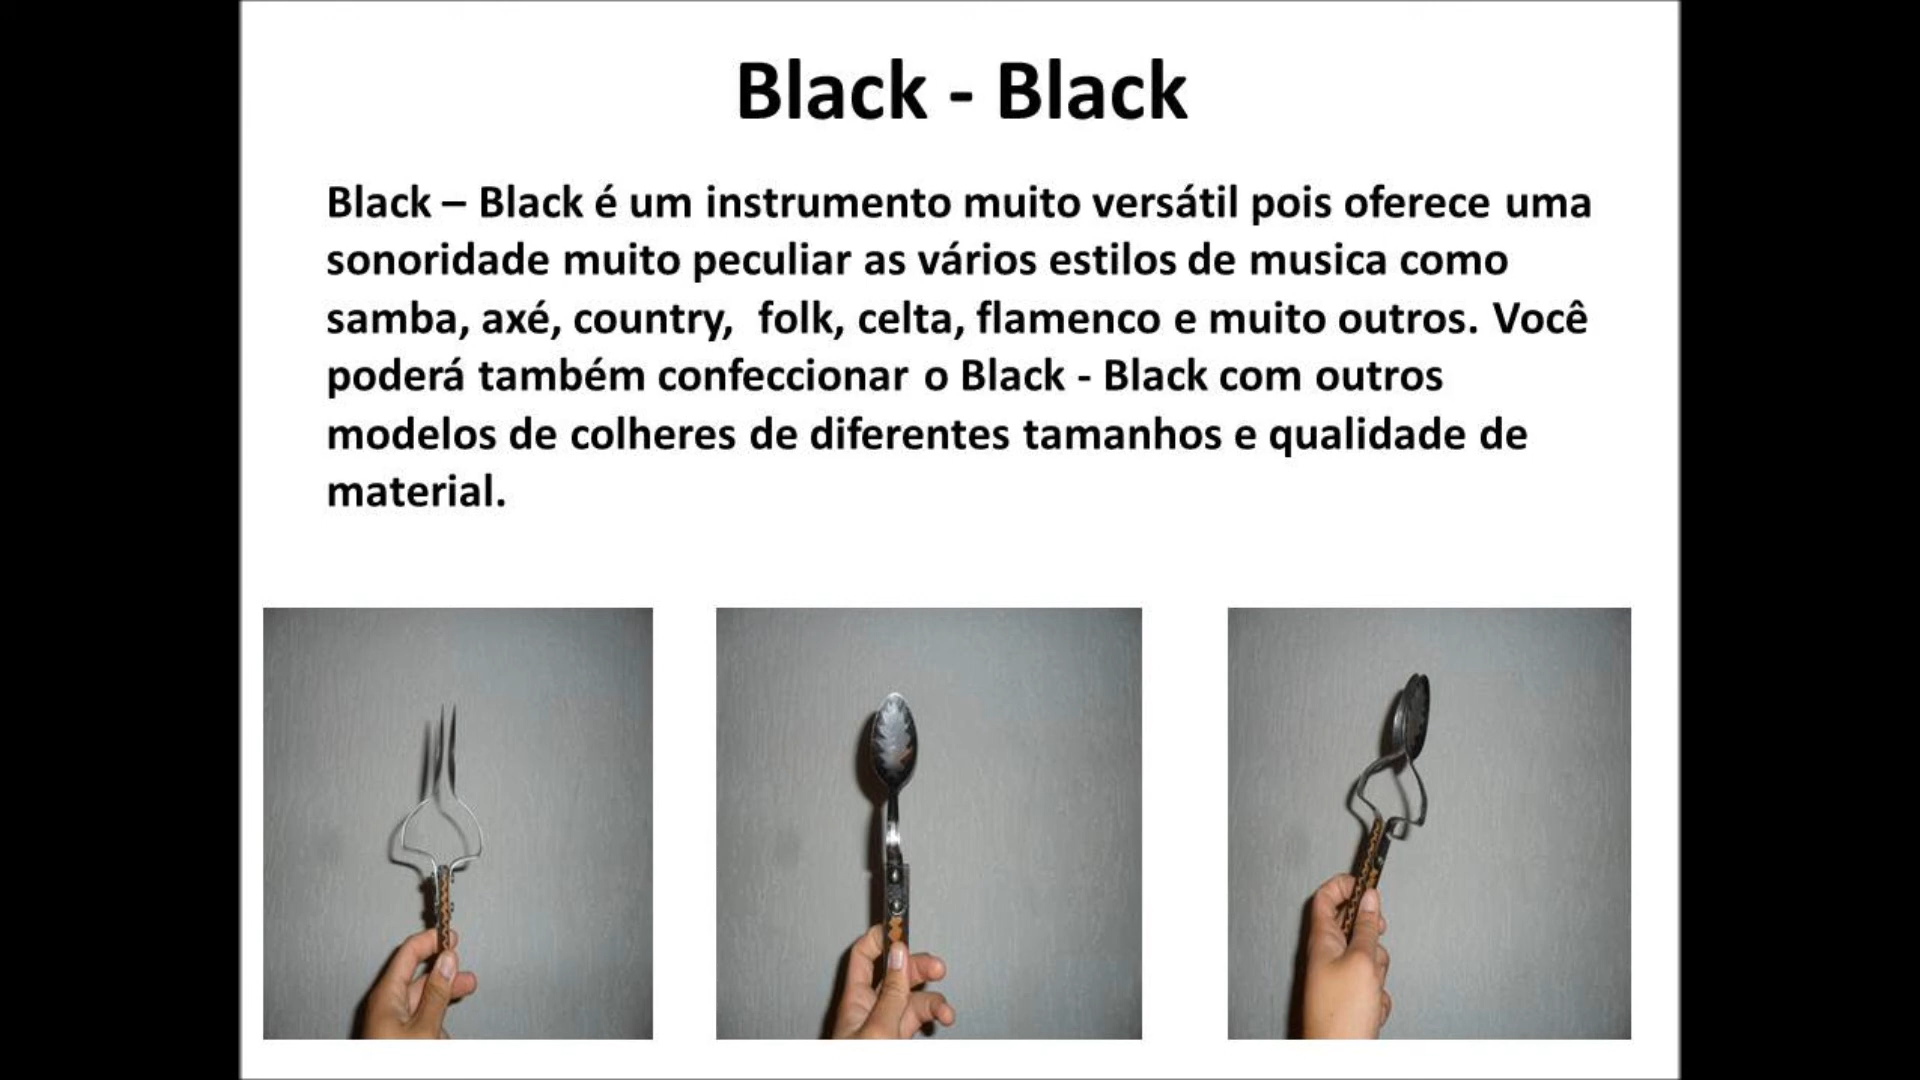 Black - Black
Black – Black é um instrumento muito versátil pois oferece uma
sonoridade muito peculiar as vários estilos de musica como
samba, axé, country,  folk, celta, flamenco e muito outros. Você
poderá também confeccionar o Black - Black com outros
modelos de colheres de diferentes tamanhos e qualidade de
material.